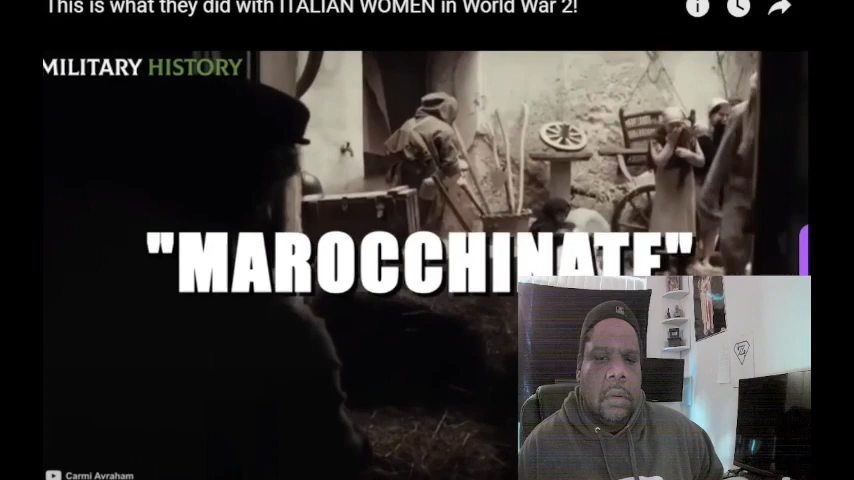 This is what they did with ITALIAN WOMEN in World War 2!
MILITARY HISTORY
"MAROCCHINATE"
Carmi Avraham